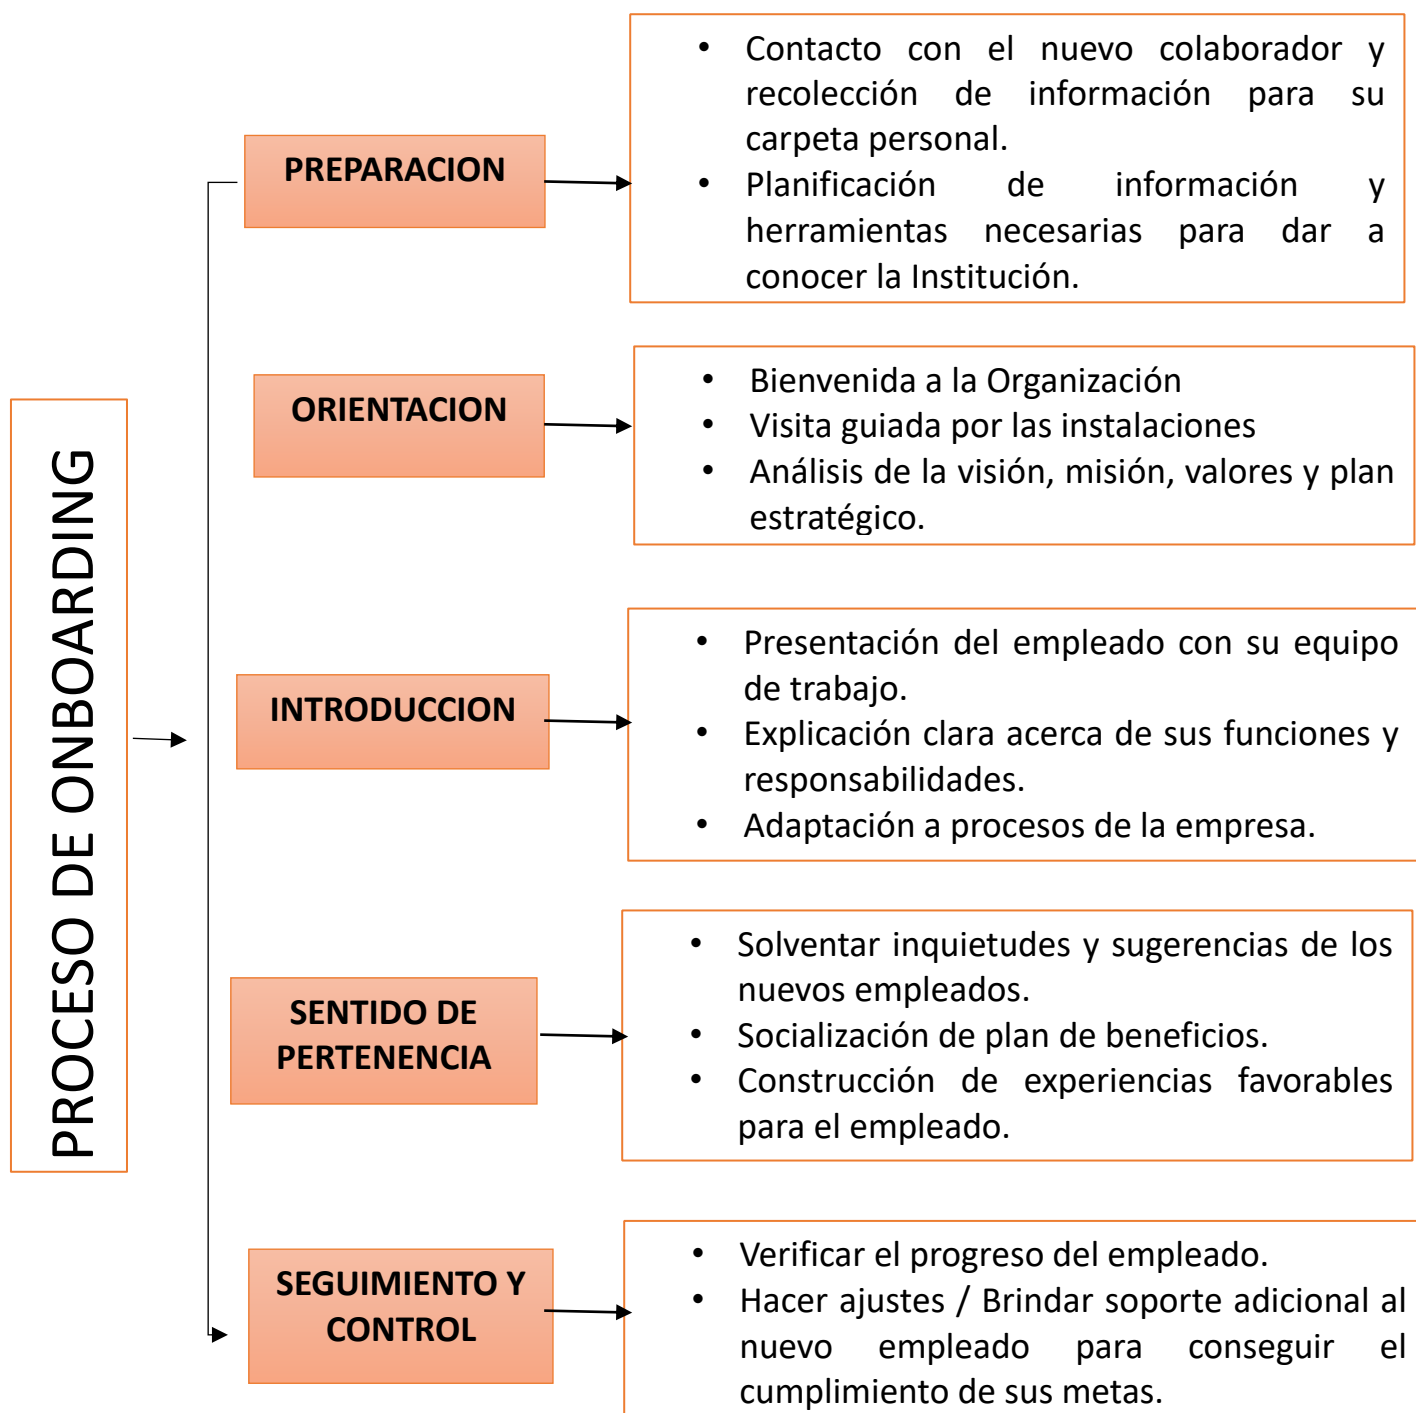 PROCESO DE ONBOARDING
PREPARACION
• Contacto con el nuevo colaborador y
recolección de información para su
carpeta personal.
• Planificación de información y
herramientas necesarias para dar a
conocer la Institución.
ORIENTACION
• Bienvenida a la Organización
• Visita guiada por las instalaciones
• Análisis de la visión, misión, valores y plan
estratégico.
INTRODUCCION
• Presentación del empleado con su equipo
de trabajo.
• Explicación clara acerca de sus funciones y
responsabilidades.
• Adaptación a procesos de la empresa.
SENTIDO DE
PERTENENCIA
• Solventar inquietudes y sugerencias de los
nuevos empleados.
• Socialización de plan de beneficios.
• Construcción de experiencias favorables
para el empleado.
SEGUIMIENTO Y
CONTROL
• Verificar el progreso del empleado.
• Hacer ajustes / Brindar soporte adicional al
nuevo empleado para conseguir el
cumplimiento de sus metas.